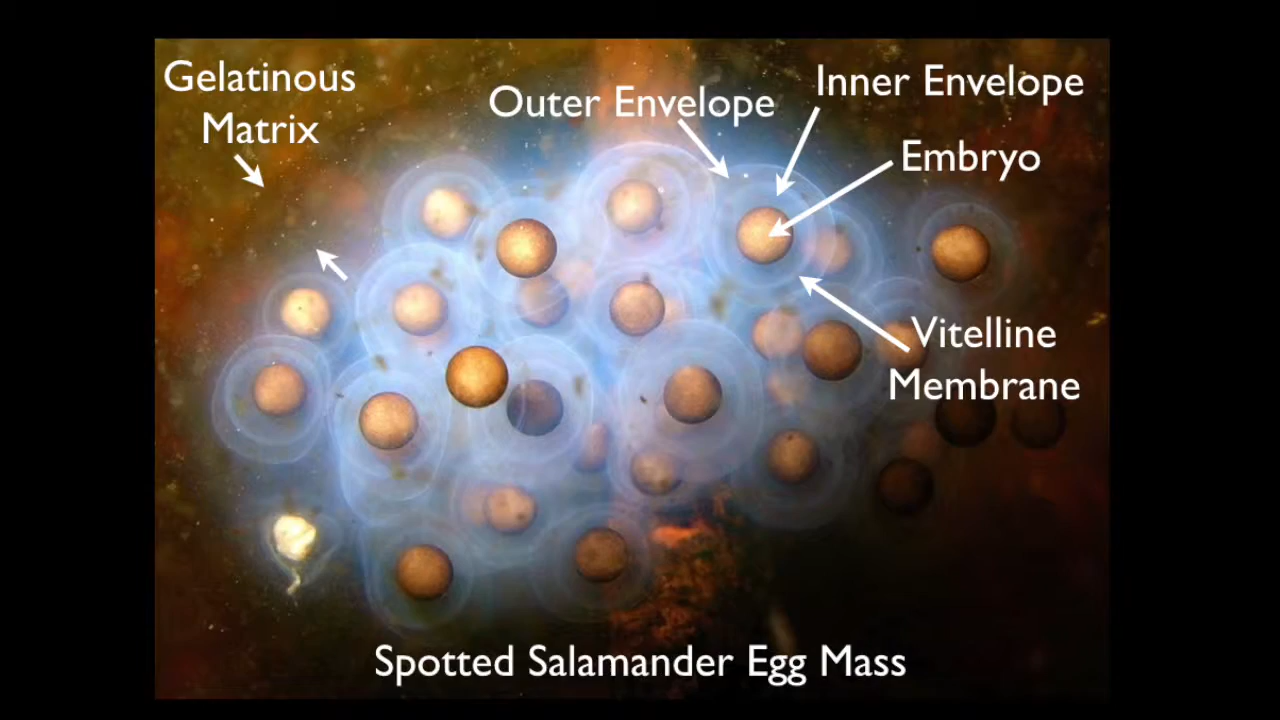 Gelatinous
Matrix
Outer Envelope
Inner Envelope
Embryo
Vitelline
Membrane
Spotted Salamander Egg Mass